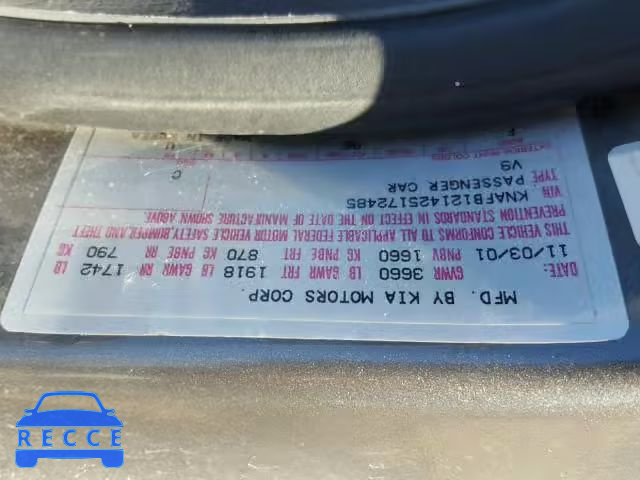 MFD. BY KIA MOTORS CORP.
DATE: GVWR 3660 LB GAWR FRT 1918 LB GAWR RR 1742 LB
11/03/01 PNBV 1660 KG PNBE FRT 870 KG PNBE RR 790 KG
THIS VEHICLE CONFORMS TO ALL APPLICABLE FEDERAL MOTOR VEHICLE SAFETY, BUMPER, AND THEFT
PREVENTION STANDARDS IN EFFECT ON THE DATE OF MANUFACTURE SHOWN ABOVE
VIN: KNAFB121425172485
TYPE: PASSENGER CAR
V9 C
EXTERIOR PAINT COLORS
RECCE